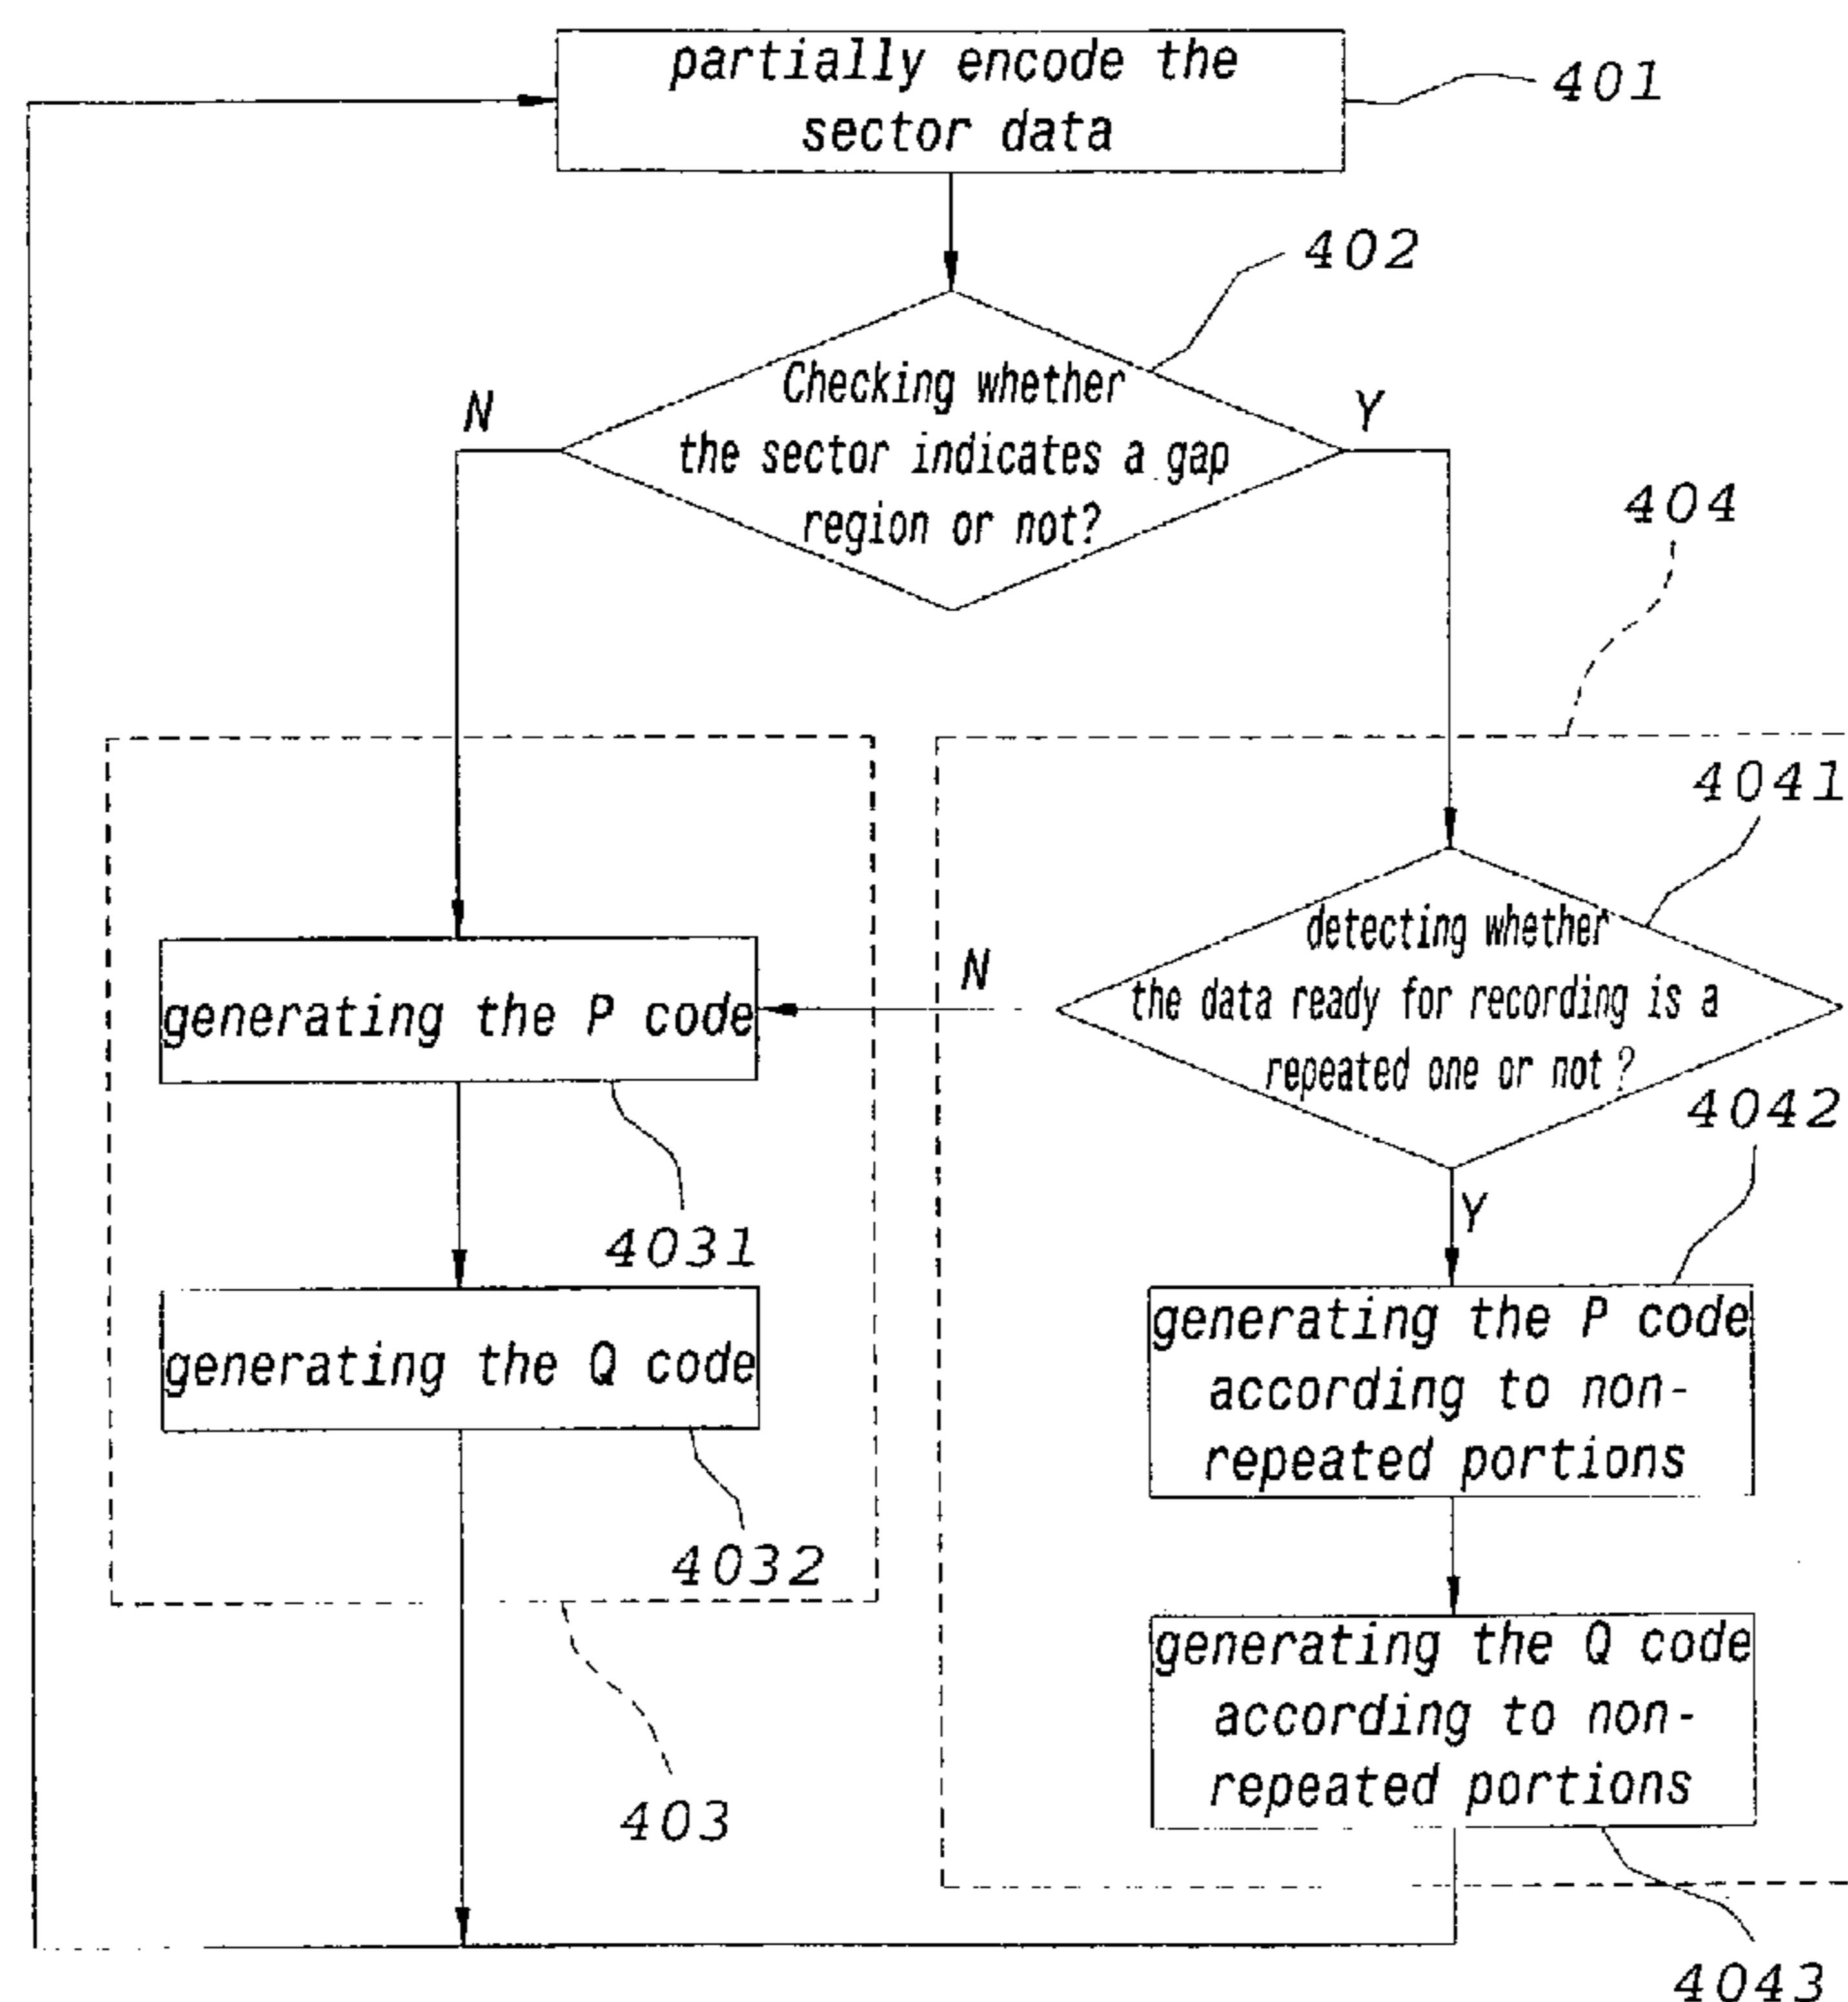 partially encode the
sector data
401
402
Checking whether
the sector indicates a gap
region or not?
N
Y
404
4041
detecting whether
the data ready for recording is a
repeated one or not?
N
Y
4042
generating the P code
4031
generating the Q code
4032
403
generating the P code
according to non-
repeated portions
generating the Q code
according to non-
repeated portions
4043